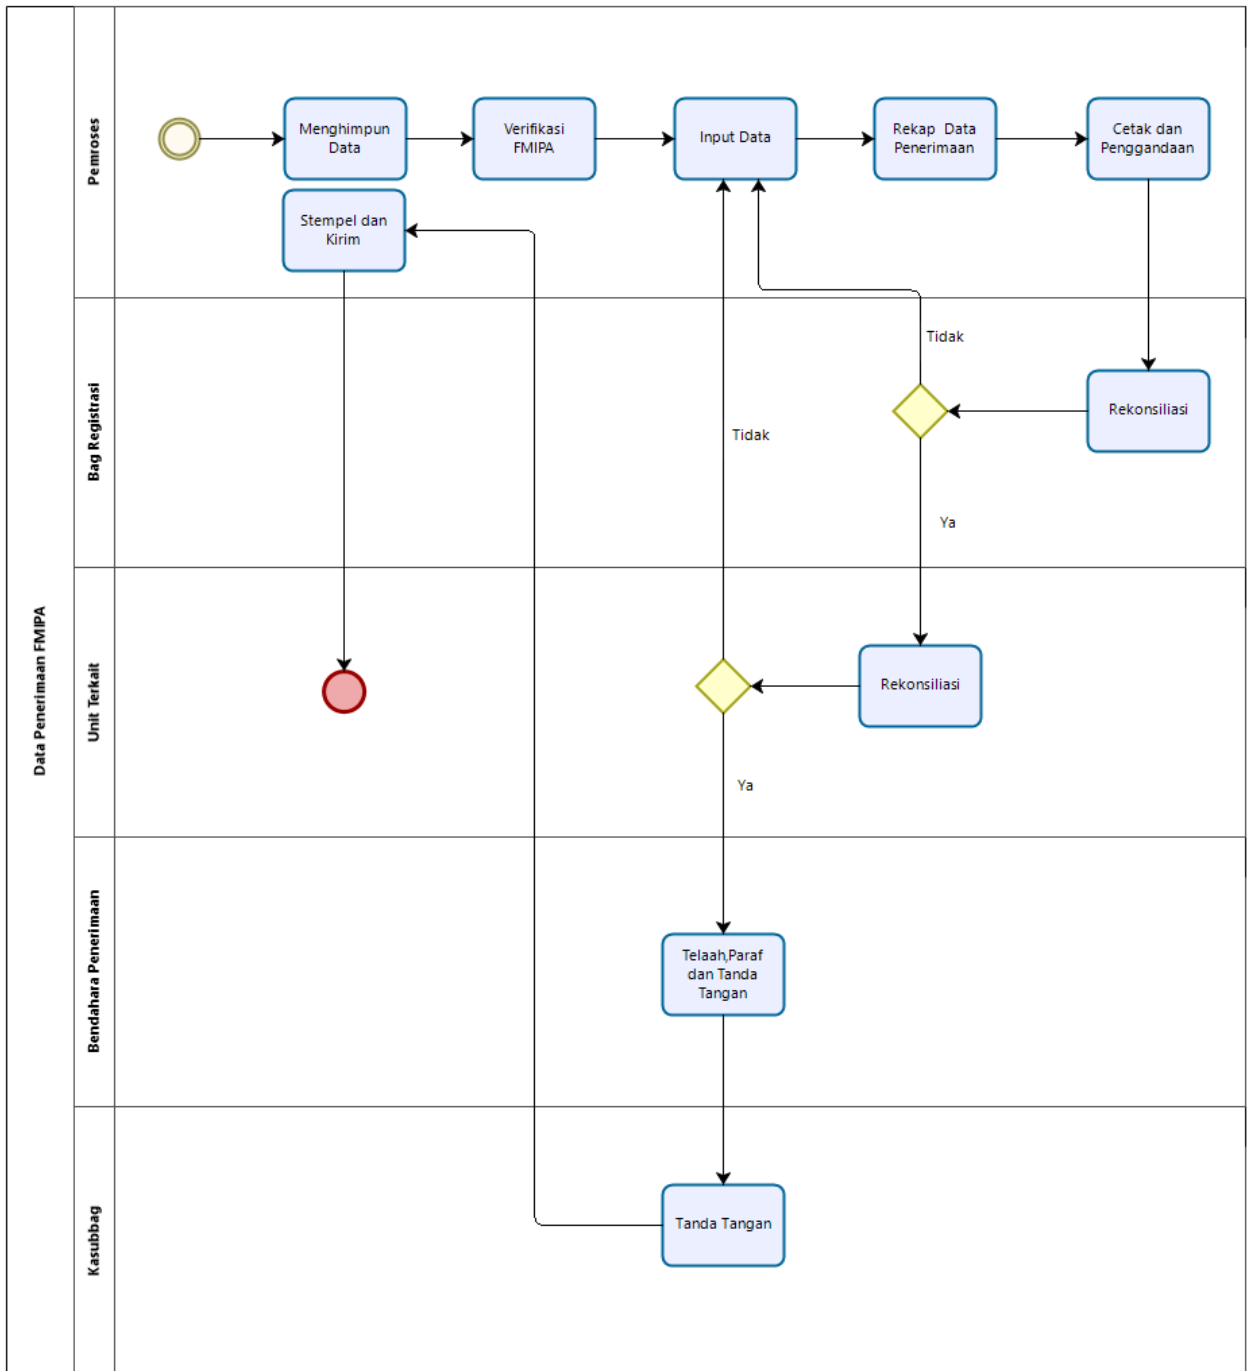 Data Penerimaan FMIPA
Pemroses
Menghimpun
Data
Verifikasi
FMIPA
Input Data
Rekap Data
Penerimaan
Cetak dan
Penggandaan
Stempel dan
Kirim
Bag Registrasi
Tidak
Rekonsiliasi
Tidak
Ya
Unit Terkait
Rekonsiliasi
Ya
Bendahara Penerimaan
Telaah,Paraf
dan Tanda
Tangan
Kasubbag
Tanda Tangan